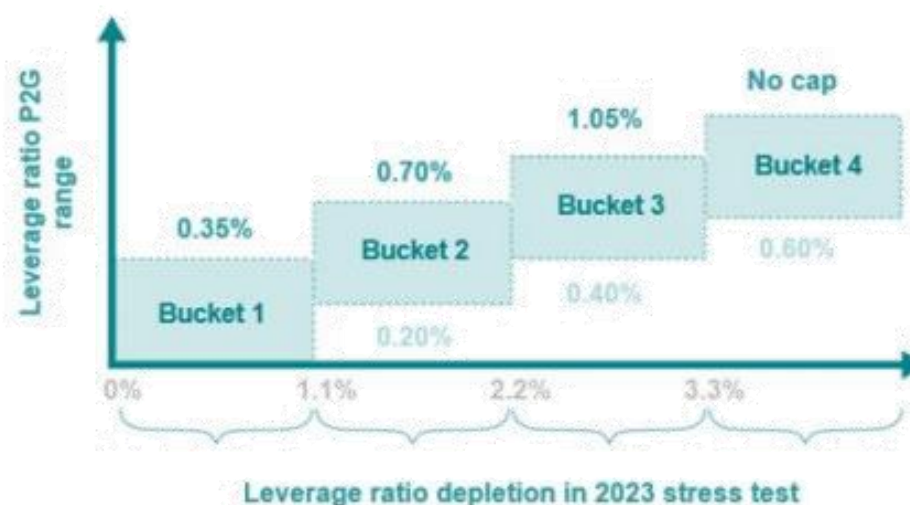 Leverage ratio P2G
range
No cap
1.05%
0.70%
0.35%
Bucket 4
Bucket 3
Bucket 2
Bucket 1
0.60%
0.40%
0.20%
0%
1.1%
2.2%
3.3%
Leverage ratio depletion in 2023 stress test